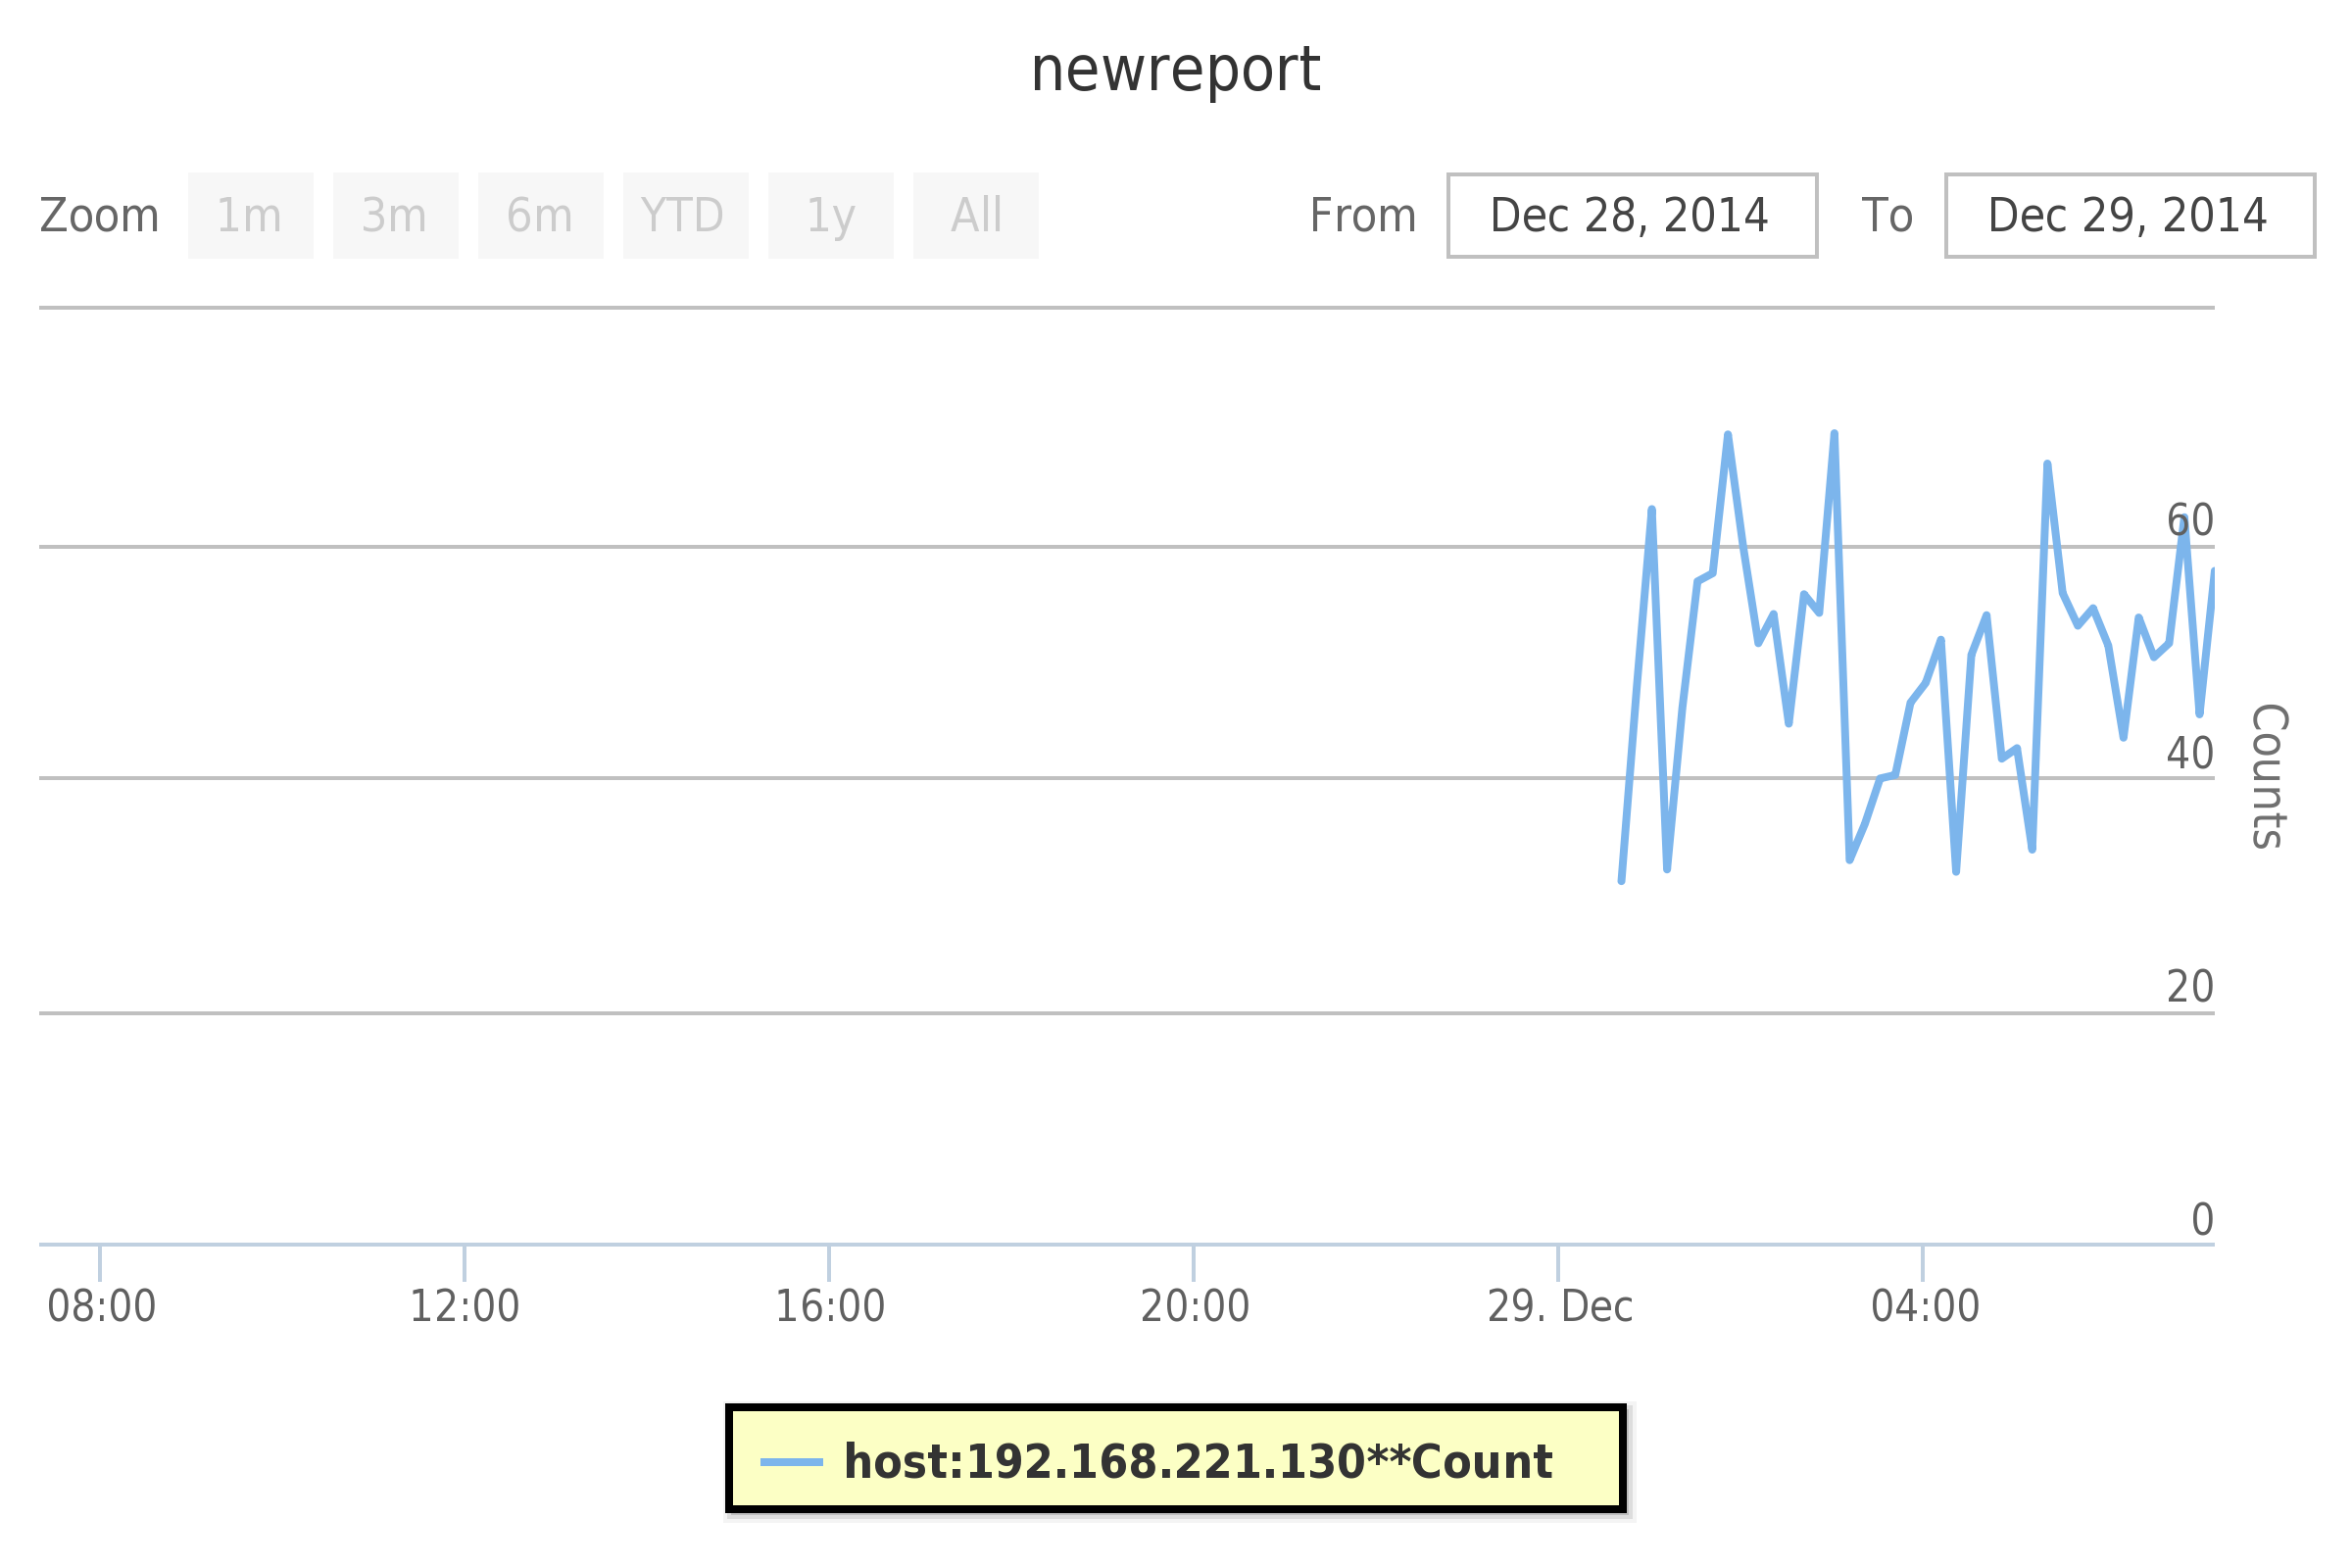 newreport
Zoom 1m 3m 6m YTD 1y All From Dec 28, 2014 To Dec 29, 2014
60
40
20
0
Counts
08:00 12:00 16:00 20:00 29. Dec 04:00
host:192.168.221.130**Count